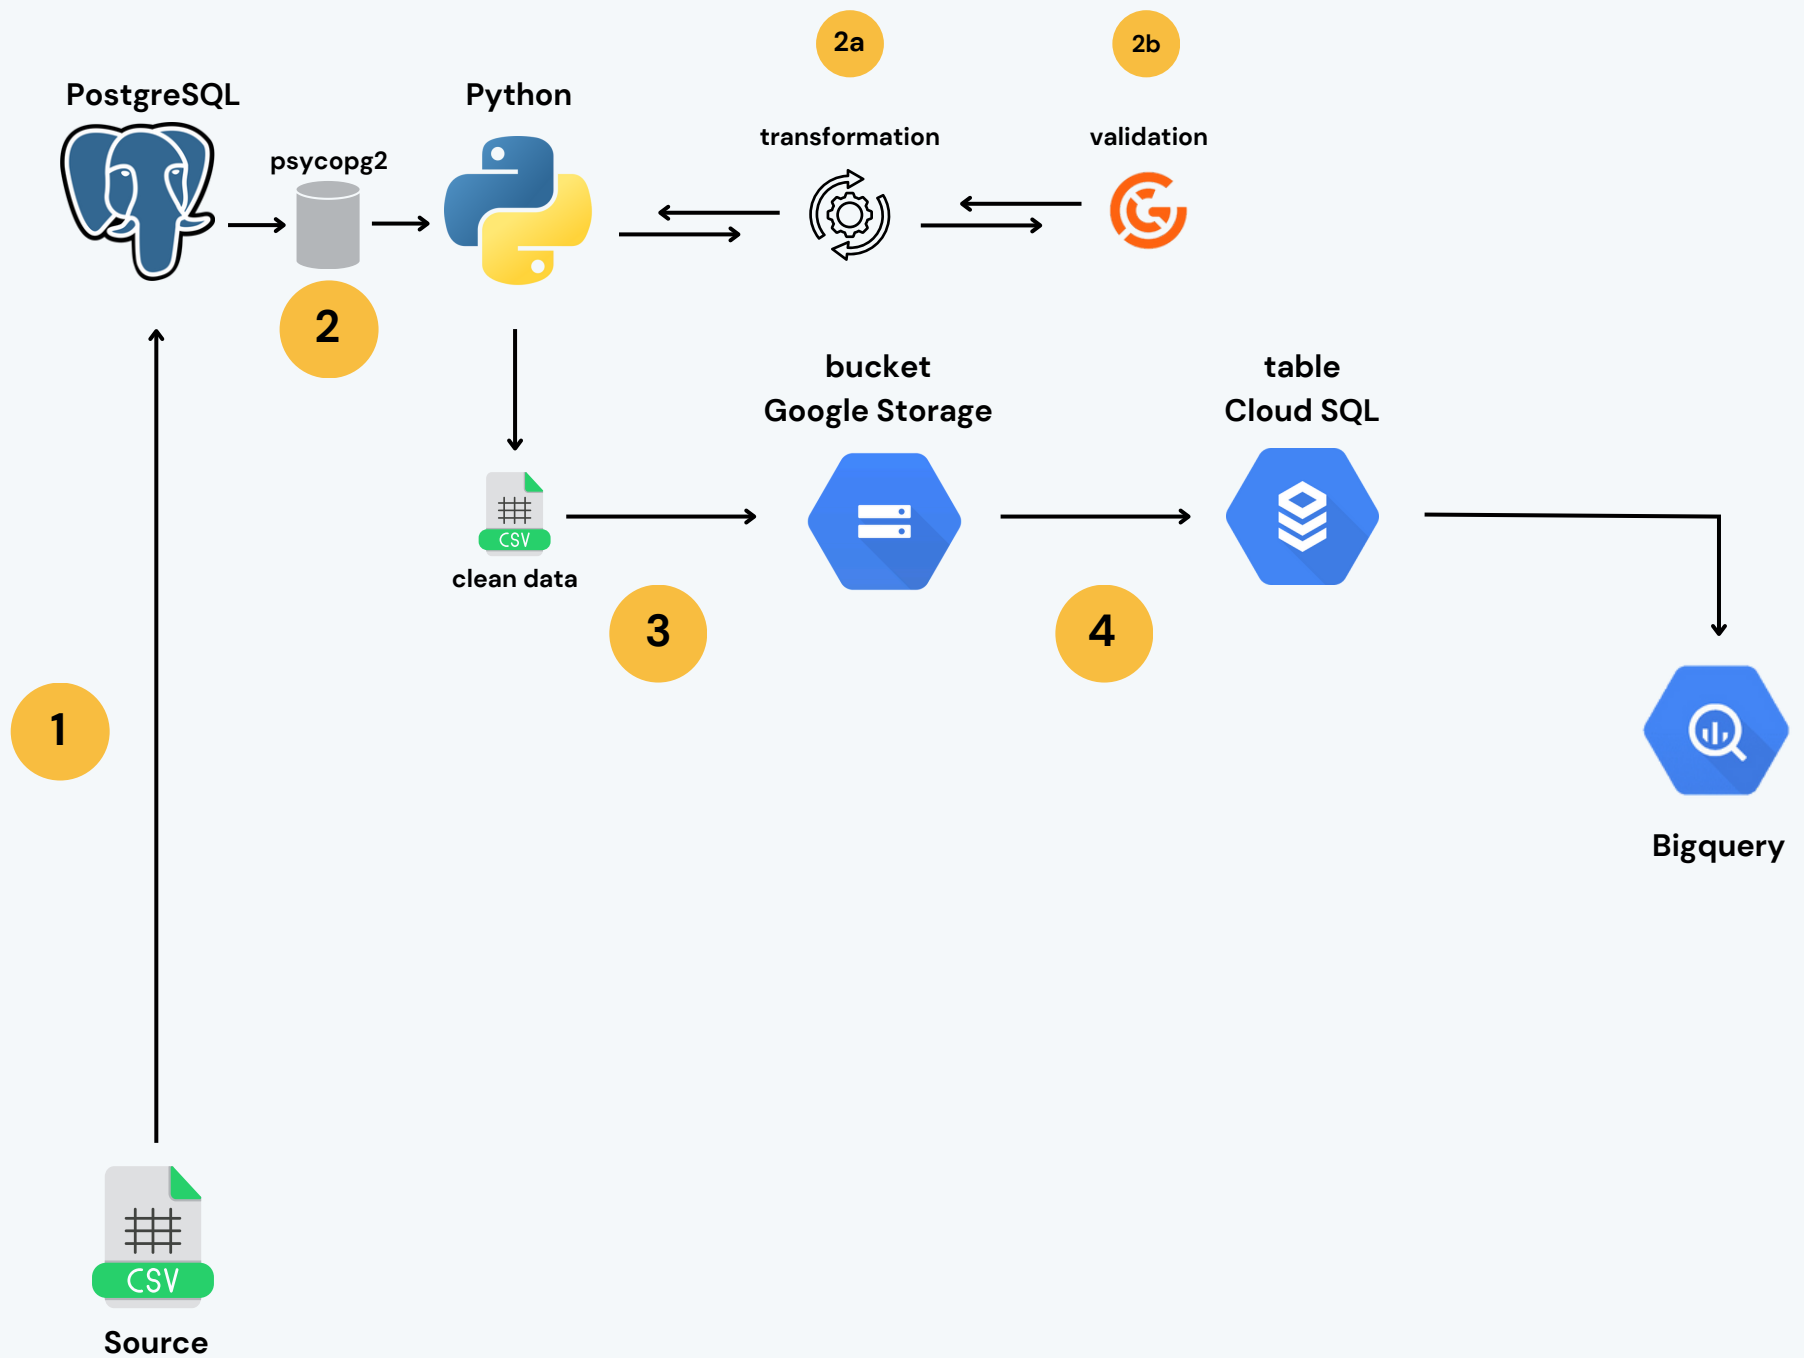 2a
2b
PostgreSQL
Python
transformation
validation
psycopg2
2
bucket
Google Storage
table
Cloud SQL
CSV
clean data
3
4
1
Bigquery
CSV
Source